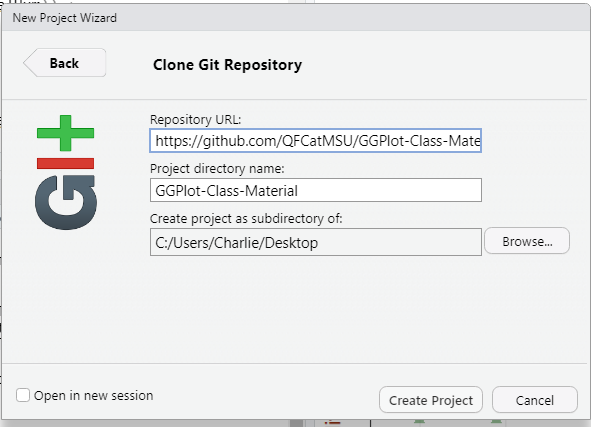 New Project Wizard
Back
Clone Git Repository
git
Repository URL:
https://github.com/QFCatMSU/GGPlot-Class-Mate
Project directory name:
GGPlot-Class-Material
Create project as subdirectory of:
C:/Users/Charlie/Desktop
Browse...
Open in new session
Create Project
Cancel